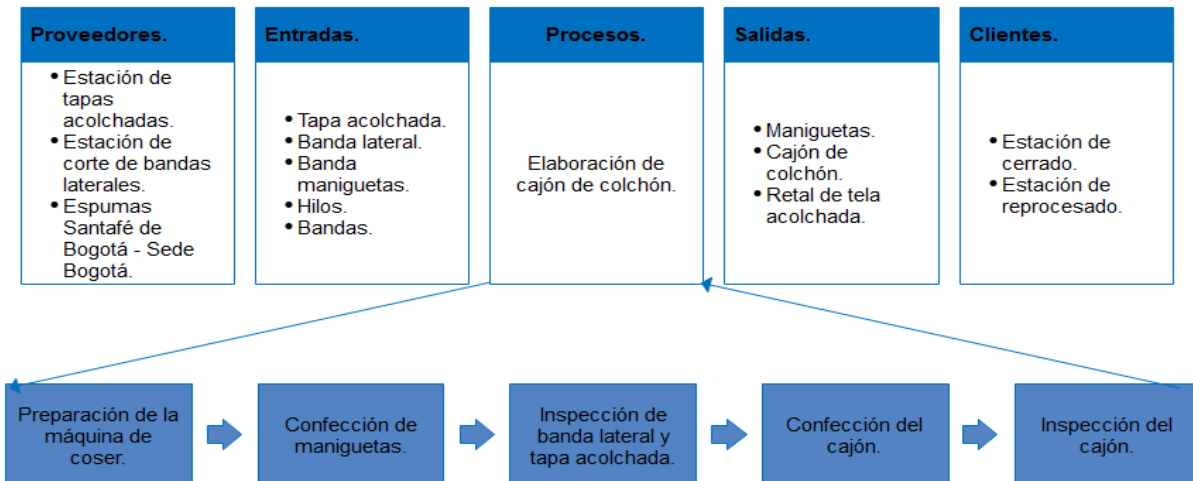 Proveedores.
• Estación de
tapas
acolchadas.
• Estación de
corte de bandas
laterales.
• Espumas
Santafé de
Bogotá - Sede
Bogotá.
Entradas.
• Tapa acolchada.
• Banda lateral.
• Banda
maniguetas.
• Hilos.
• Bandas.
Procesos.
Elaboración de
cajón de colchón.
Salidas.
• Maniguetas.
• Cajón de
colchón.
• Retal de tela
acolchada.
Clientes.
• Estación de
cerrado.
• Estación de
reprocesado.
Preparación de la
máquina de
coser.
Confección de
maniguetas.
Inspección de
banda lateral y
tapa acolchada.
Confección del
cajón.
Inspección del
cajón.